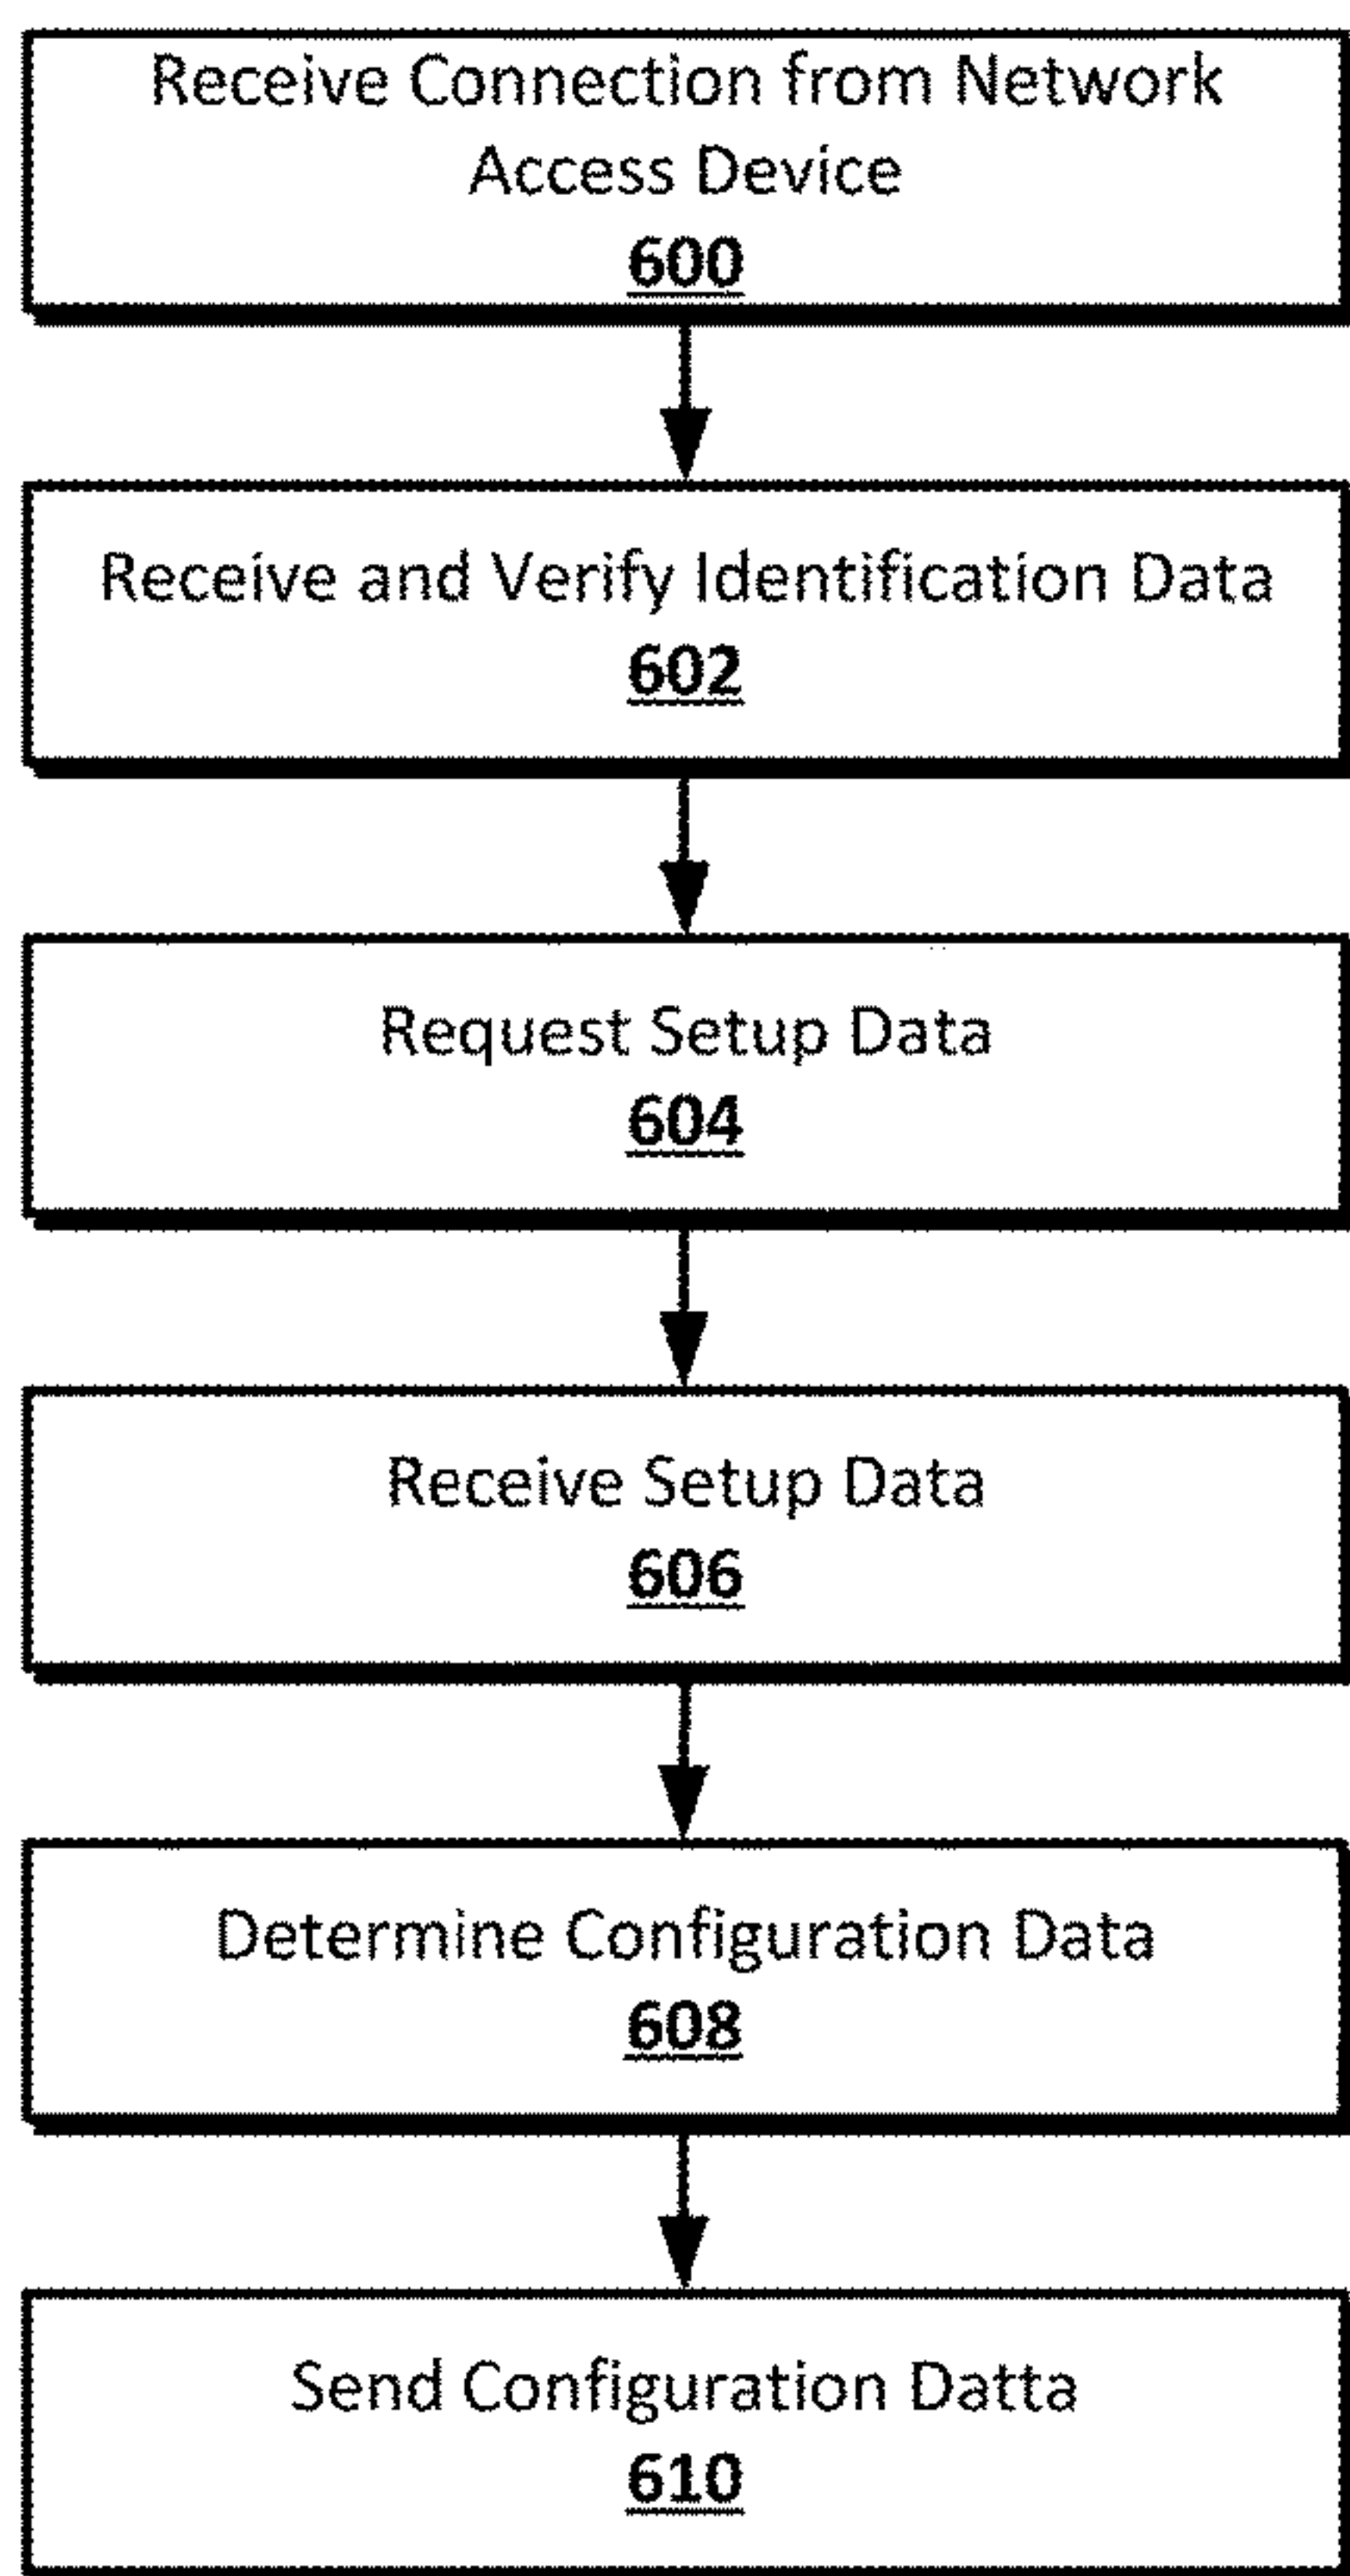 Receive Connection from Network
Access Device
600
Receive and Verify Identification Data
602
Request Setup Data
604
Receive Setup Data
606
Determine Configuration Data
608
Send Configuration Datta
610